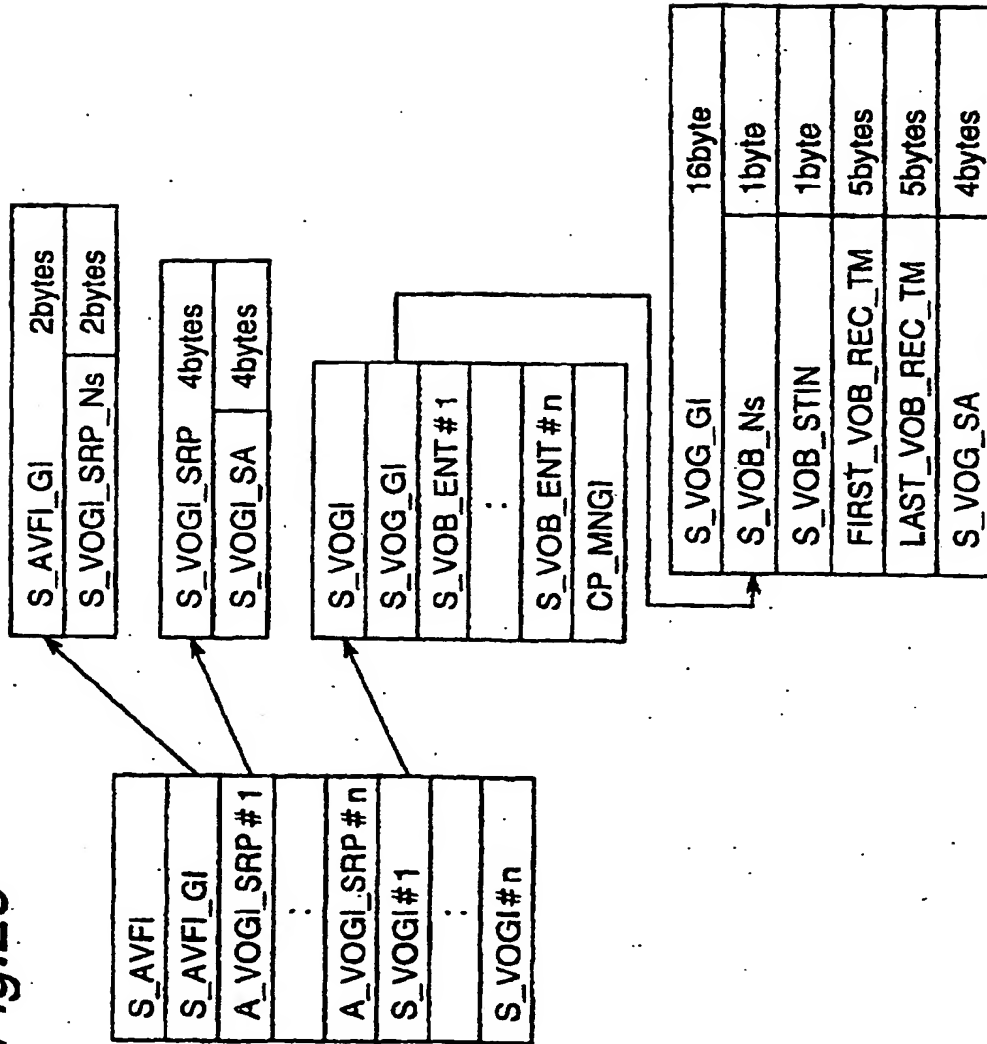 S_AVFI
S_AVFI_GI
A_VOGI_SRP#1
:
A_VOGI_SRP#n
S_VOGI#1
:
S_VOGI#n
S_AVFI_GI 2bytes
S_VOGI_SRP_Ns 2bytes
S_VOGI_SRP 4bytes
S_VOGI_SA 4bytes
S_VOGI
S_VOG_GI
S_VOB_ENT#1
:
S_VOB_ENT#n
CP_MNGI
S_VOG_GI 16byte
S_VOB_Ns 1byte
S_VOB_STIN 1byte
FIRST_VOB_REC_TM 5bytes
LAST_VOB_REC_TM 5bytes
S_VOG_SA 4bytes